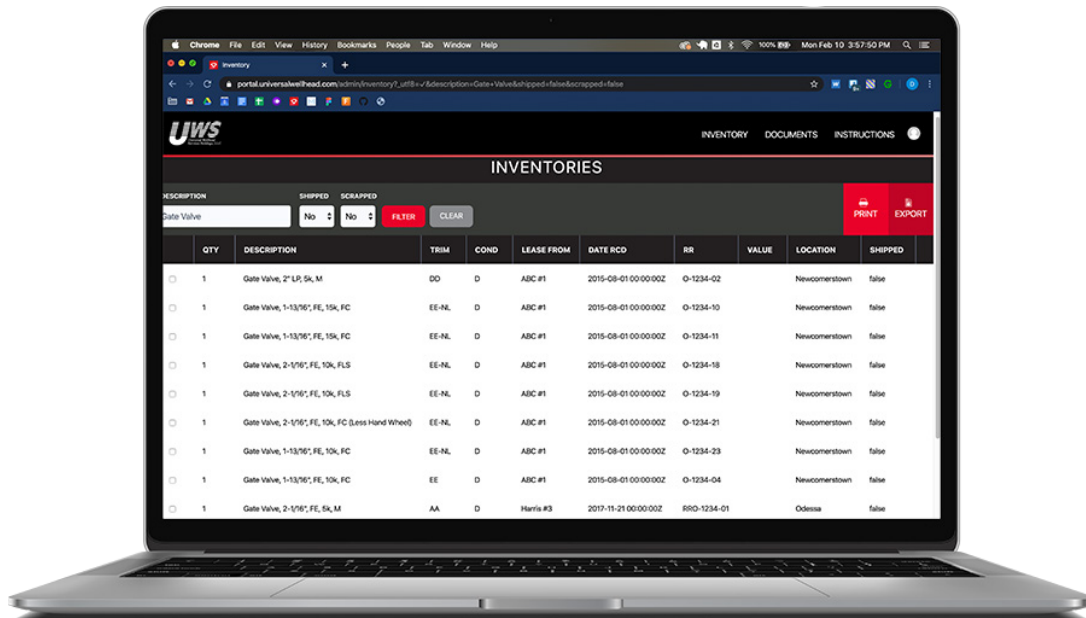 Chrome File Edit View History Bookmarks People Tab Window Help 100% Mon Feb 10 3:57:50 PM
Inventory
portal.universalwellhead.com/admin/inventory?_utf8=✓&description=Gate+Valve&shipped=false&scrapped=false
UWS
INVENTORY DOCUMENTS INSTRUCTIONS
INVENTORIES
DESCRIPTION SHIPPED SCRAPPED
Gate Valve No No FILTER CLEAR PRINT EXPORT
QTY DESCRIPTION TRIM COND LEASE FROM DATE RCD RR VALUE LOCATION SHIPPED
1 Gate Valve, 2" LP, 5k, M DD D ABC #1 2015-08-01 00:00:00Z O-1234-02 Newcomerstown false
1 Gate Valve, 1-13/16", FE, 15k, FC EE-NL D ABC #1 2015-08-01 00:00:00Z O-1234-10 Newcomerstown false
1 Gate Valve, 1-13/16", FE, 15k, FC EE-NL D ABC #1 2015-08-01 00:00:00Z O-1234-11 Newcomerstown false
1 Gate Valve, 2-1/16", FE, 10k, FLS EE-NL D ABC #1 2015-08-01 00:00:00Z O-1234-18 Newcomerstown false
1 Gate Valve, 2-1/16", FE, 10k, FLS EE-NL D ABC #1 2015-08-01 00:00:00Z O-1234-19 Newcomerstown false
1 Gate Valve, 2-1/16", FE, 10k, FC (Less Hand Wheel) EE-NL D ABC #1 2015-08-01 00:00:00Z O-1234-21 Newcomerstown false
1 Gate Valve, 1-13/16", FE, 10k, FC EE-NL D ABC #1 2015-08-01 00:00:00Z O-1234-23 Newcomerstown false
1 Gate Valve, 1-13/16", FE, 10k, FC EE D ABC #1 2015-08-01 00:00:00Z O-1234-04 Newcomerstown false
1 Gate Valve, 2-1/16", FE, 5k, M AA D Harris #3 2017-11-21 00:00:00Z RRO-1234-01 Odessa false